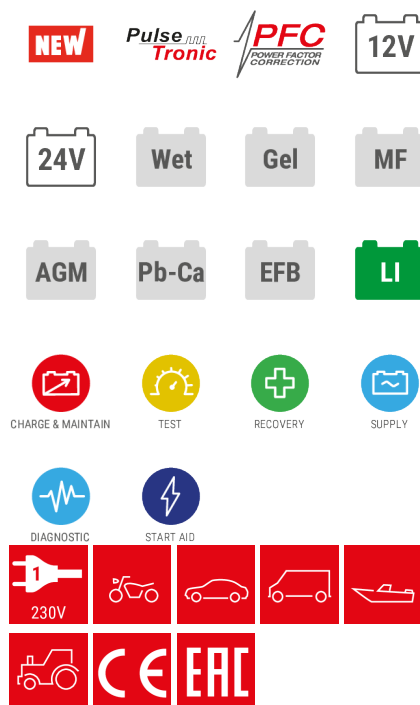 NEW
Pulse
Tronic
PFC
POWER FACTOR
CORRECTION
12V
24V
Wet
Gel
MF
AGM
Pb-Ca
EFB
LI
CHARGE & MAINTAIN
TEST
RECOVERY
SUPPLY
DIAGNOSTIC
START AID
1
230V
CE
EAC